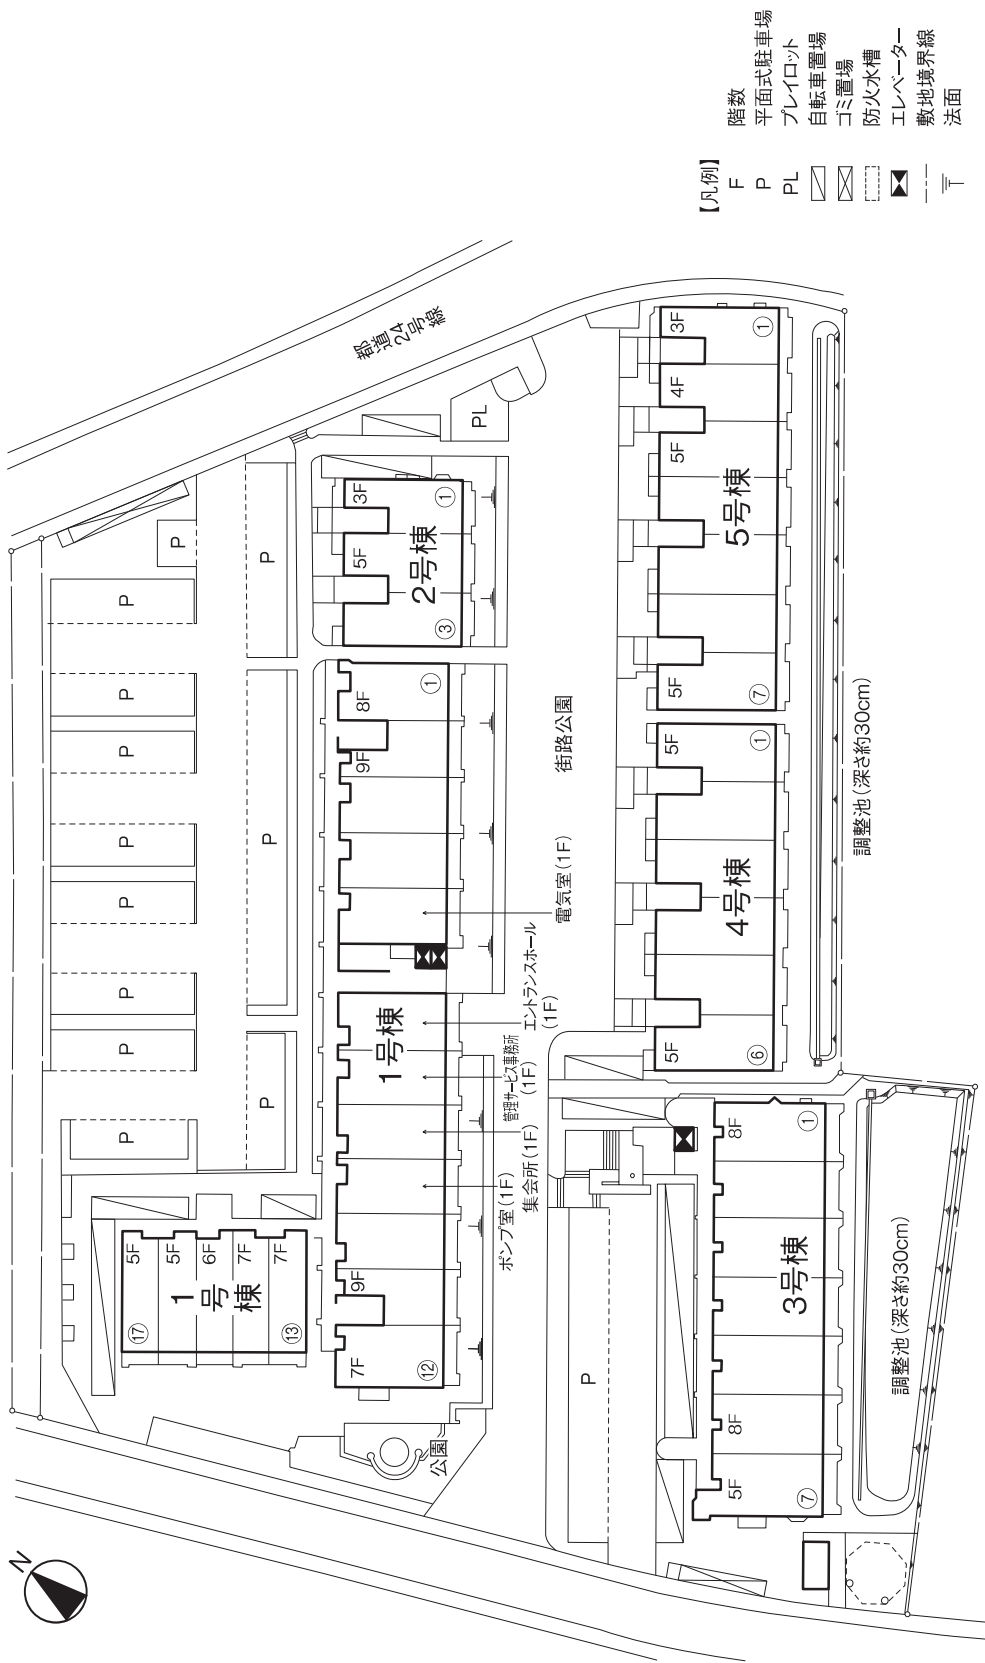 【凡例】
F 階数
P 平面式駐車場
PL プレイロット
自転車置場
ゴミ置場
防火水槽
エレベーター
敷地境界線
法面
N
都道24
2号線
P
P
P
P
P
P
P
P
P
P
P
P
PL
3F
5F
2号棟
①
③
8F
9F
①
1号棟
9F
7F
⑫
5F
5F
6F
7F
7F
1号棟
⑰
⑬
街路公園
電気室(1F)
エントランスホール
(1F)
管理サービス事務所
(1F)
集会所(1F)
ポンプ室(1F)
公園
3F
4F
5F
5F
5号棟
①
⑦
5F
5F
4号棟
①
⑥
8F
8F
5F
3号棟
①
⑦
P
調整池(深さ約30cm)
調整池(深さ約30cm)